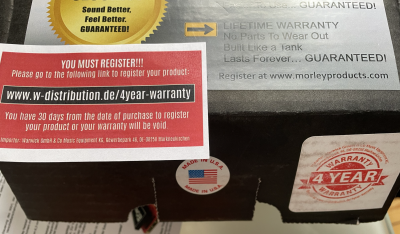 Sound Better,
Feel Better.
GUARANTEED!
GUARANTEED!
LIFETIME WARRANTY
No Parts To Wear Out
Built Like a Tank
Lasts Forever... GUARANTEED!
Register at www.morleyproducts.com
YOU MUST REGISTER!!!
Please go to the following link to register your product:
www.w-distribution.de/4year-warranty
You have 30 days from the date of purchase to register
your product or your warranty will be void
MADE IN U.S.A.
MADE IN U.S.A.
WARRANTY
4 YEAR
WARRANTY